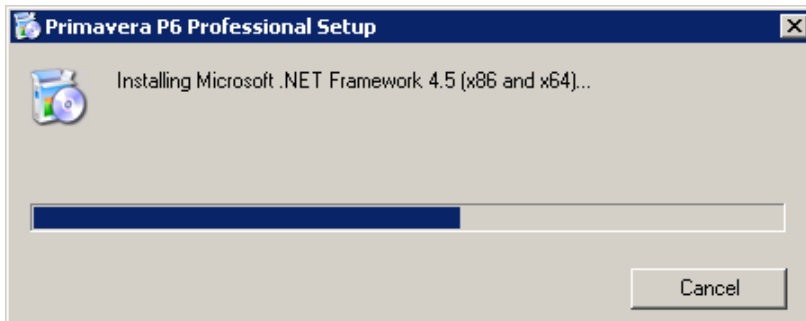 Primavera P6 Professional Setup
Installing Microsoft .NET Framework 4.5 (x86 and x64)...
Cancel